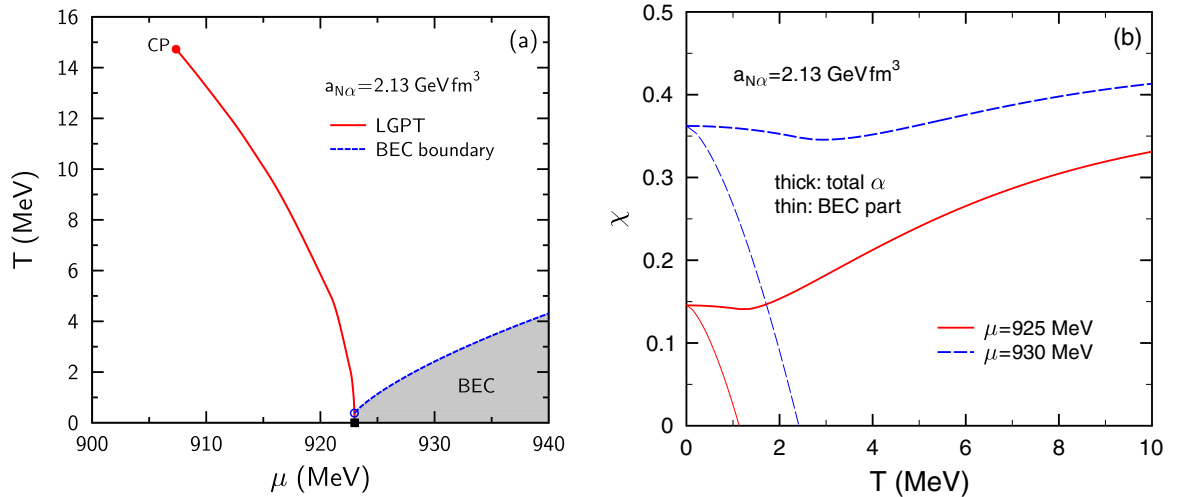 (a)
CP
a_{Nα}=2.13 GeV fm^3
LGPT
BEC boundary
BEC
T (MeV)
16
14
12
10
8
6
4
2
0
900
910
920
930
940
μ (MeV)
(b)
a_{Nα}=2.13 GeVfm^3
thick: total α
thin: BEC part
μ=925 MeV
μ=930 MeV
χ
0.5
0.4
0.3
0.2
0.1
0
0
2
4
6
8
10
T (MeV)